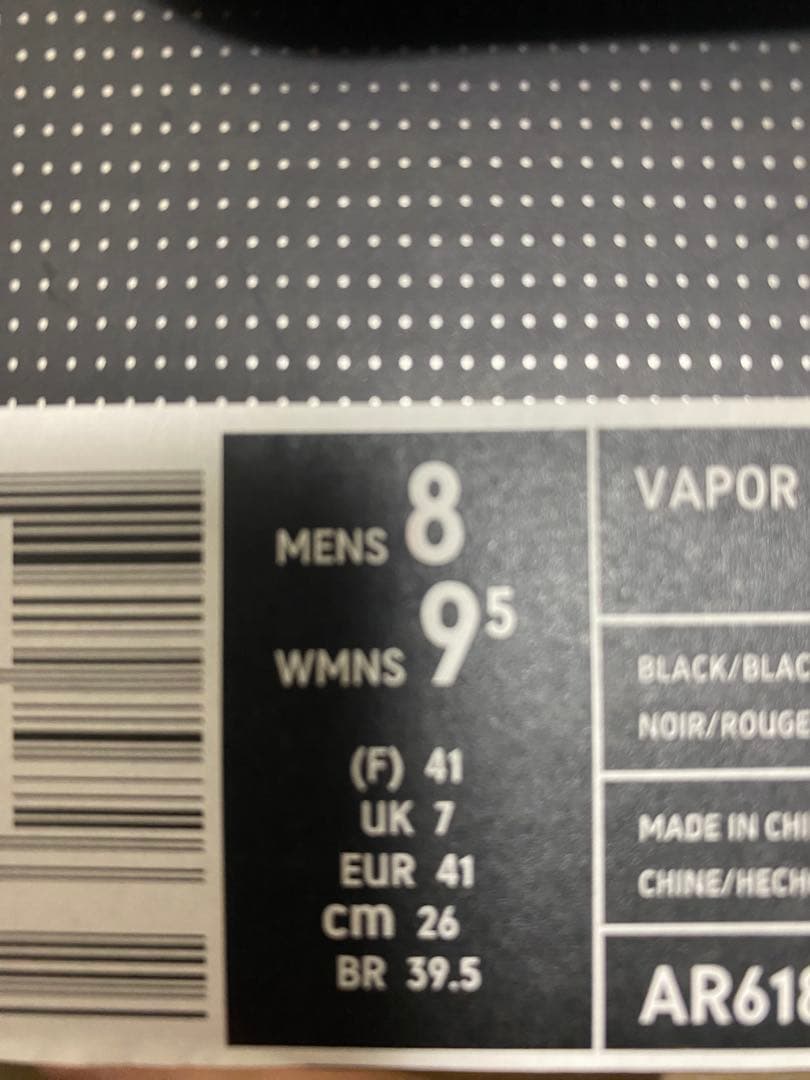 MENS 8
WMNS 9⁵
(F) 41
UK 7
EUR 41
cm 26
BR 39.5
VAPOR
BLACK/BLAC
NOIR/ROUGE
MADE IN CHI
CHINE/HECH
AR618